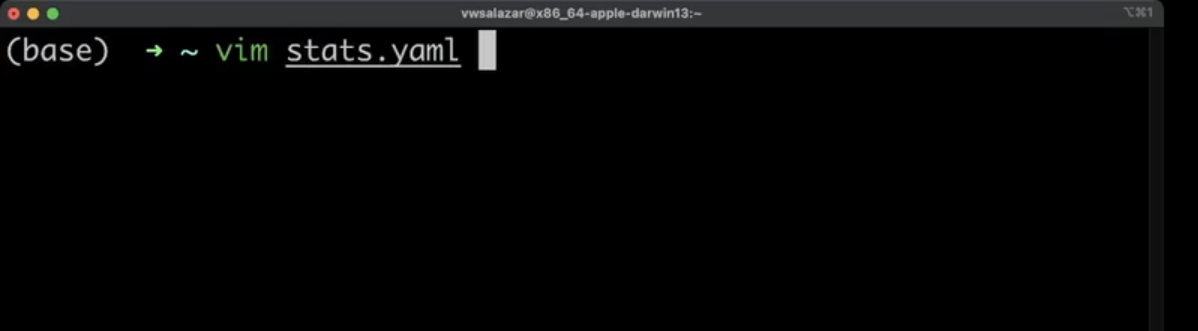 vwsalazar@x86_64-apple-darwin13:~
⌥⌘1
(base) ➜ ~ vim stats.yaml